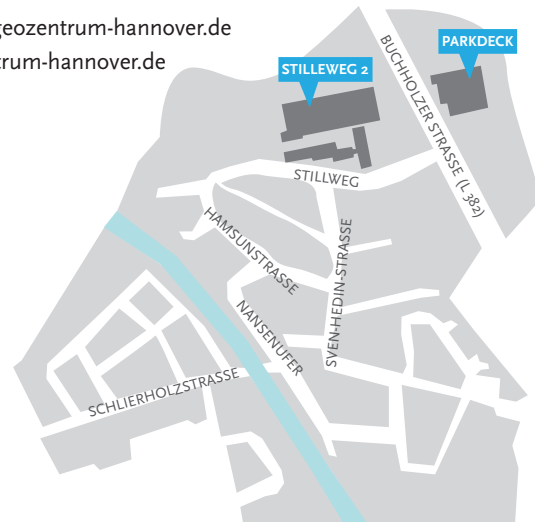 geozentrum-hannover.de
trum-hannover.de
STILLEWEG 2
PARKDECK
BUCHHOLZER STRASSE (L 382)
STILLWEG
HAMSUNSTRASSE
SVEN-HEDIN-STRASSE
NANSENUFER
SCHLIERHOLZSTRASSE